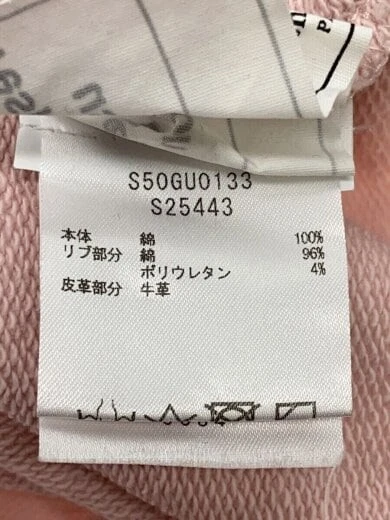 S50GU0133
S25443
本体 綿 100%
リブ部分 綿 96%
ポリウレタン 4%
皮革部分 牛革